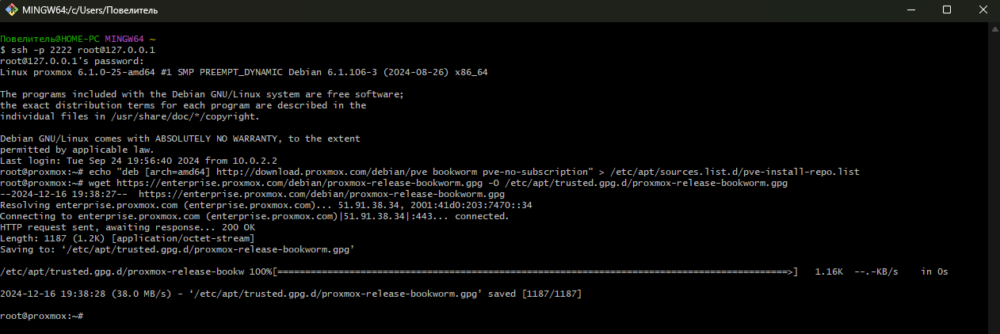 MINGW64:/c/Users/Повелитель
Повелитель@HOME-PC MINGW64 ~
$ ssh -p 2222 root@127.0.0.1
root@127.0.0.1's password:
Linux proxmox 6.1.0-25-amd64 #1 SMP PREEMPT_DYNAMIC Debian 6.1.106-3 (2024-08-26) x86_64
The programs included with the Debian GNU/Linux system are free software;
the exact distribution terms for each program are described in the
individual files in /usr/share/doc/*/copyright.
Debian GNU/Linux comes with ABSOLUTELY NO WARRANTY, to the extent
permitted by applicable law.
Last login: Tue Sep 24 19:56:40 2024 from 10.0.2.2
root@proxmox:~# echo "deb [arch=amd64] http://download.proxmox.com/debian/pve bookworm pve-no-subscription" > /etc/apt/sources.list.d/pve-install-repo.list
root@proxmox:~# wget https://enterprise.proxmox.com/debian/proxmox-release-bookworm.gpg -O /etc/apt/trusted.gpg.d/proxmox-release-bookworm.gpg
--2024-12-16 19:38:27-- https://enterprise.proxmox.com/debian/proxmox-release-bookworm.gpg
Resolving enterprise.proxmox.com (enterprise.proxmox.com)... 51.91.38.34, 2001:41d0:203:7470::34
Connecting to enterprise.proxmox.com (enterprise.proxmox.com)|51.91.38.34|:443... connected.
HTTP request sent, awaiting response... 200 OK
Length: 1187 (1.2K) [application/octet-stream]
Saving to: ‘/etc/apt/trusted.gpg.d/proxmox-release-bookworm.gpg’
/etc/apt/trusted.gpg.d/proxmox-release-bookw 100%[============================================================================================>] 1.16K --.-KB/s in 0s
2024-12-16 19:38:28 (38.0 MB/s) - ‘/etc/apt/trusted.gpg.d/proxmox-release-bookworm.gpg’ saved [1187/1187]
root@proxmox:~#